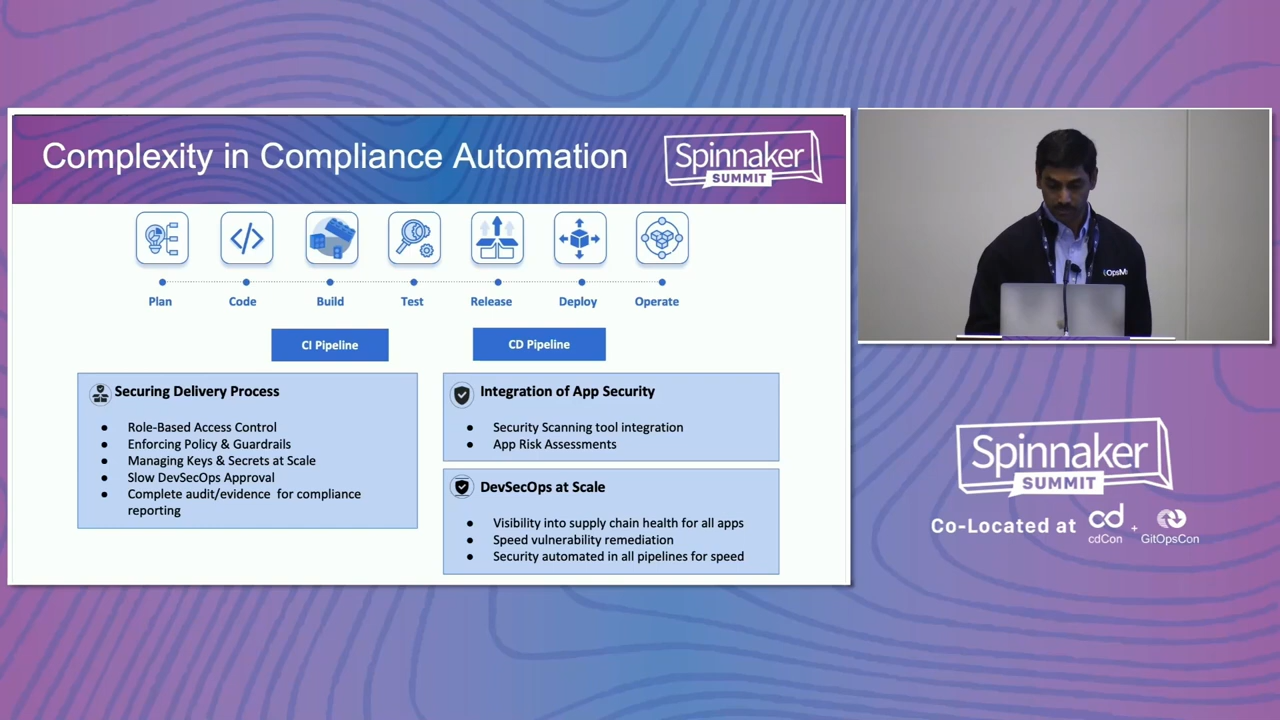 Complexity in Compliance Automation
Spinnaker
SUMMIT
Plan
Code
Build
Test
Release
Deploy
Operate
CI Pipeline
CD Pipeline
Securing Delivery Process
● Role-Based Access Control
● Enforcing Policy & Guardrails
● Managing Keys & Secrets at Scale
● Slow DevSecOps Approval
● Complete audit/evidence for compliance
reporting
Integration of App Security
● Security Scanning tool integration
● App Risk Assessments
DevSecOps at Scale
● Visibility into supply chain health for all apps
● Speed vulnerability remediation
● Security automated in all pipelines for speed
Spinnaker
SUMMIT
Co-Located at
cd
cdCon
+
GitOpsCon